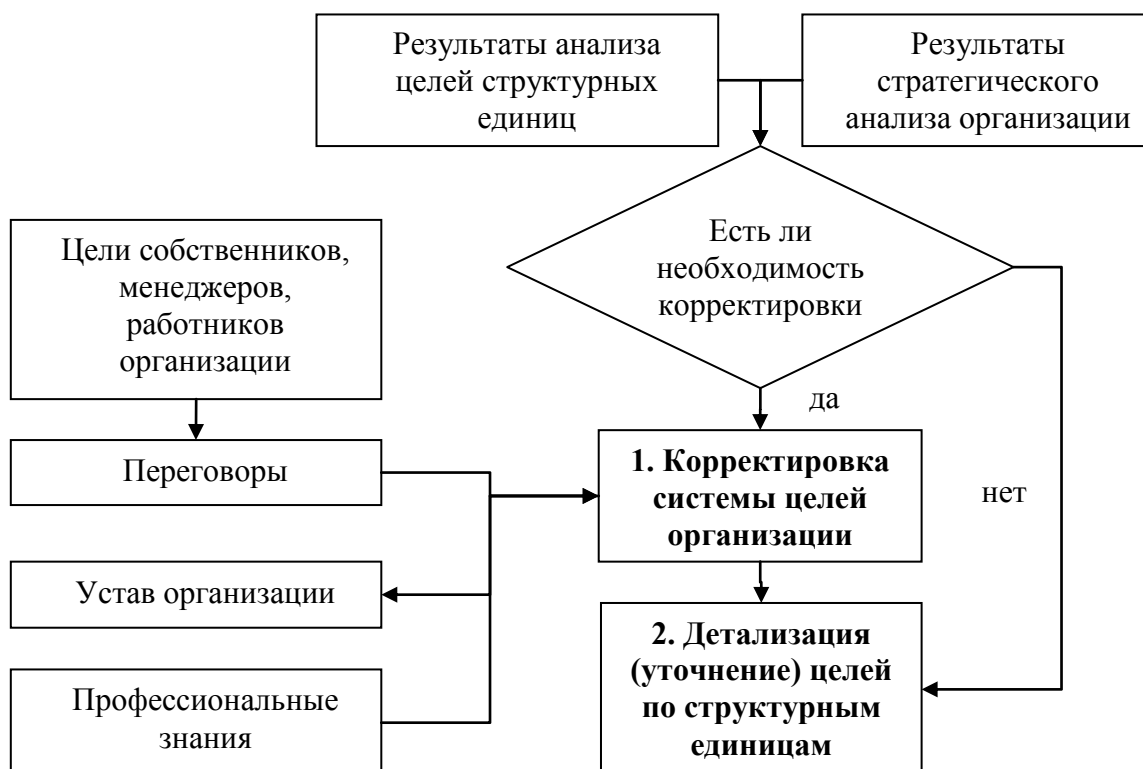 Результаты анализа
целей структурных
единиц
Результаты
стратегического
анализа организации
Есть ли
необходимость
корректировки
Цели собственников,
менеджеров,
работников
организации
да
Переговоры
1. Корректировка
системы целей
организации
нет
Устав организации
2. Детализация
(уточнение) целей
по структурным
единицам
Профессиональные
знания